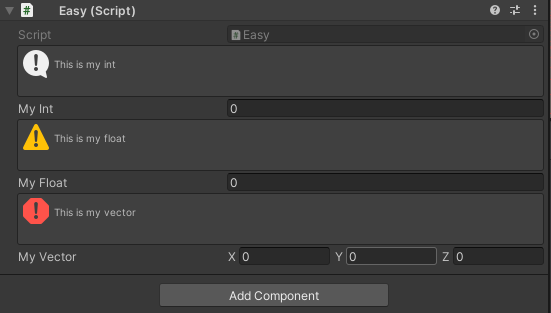 Easy (Script)
Script Easy
This is my int
My Int 0
This is my float
My Float 0
This is my vector
My Vector X 0 Y 0 Z 0
Add Component